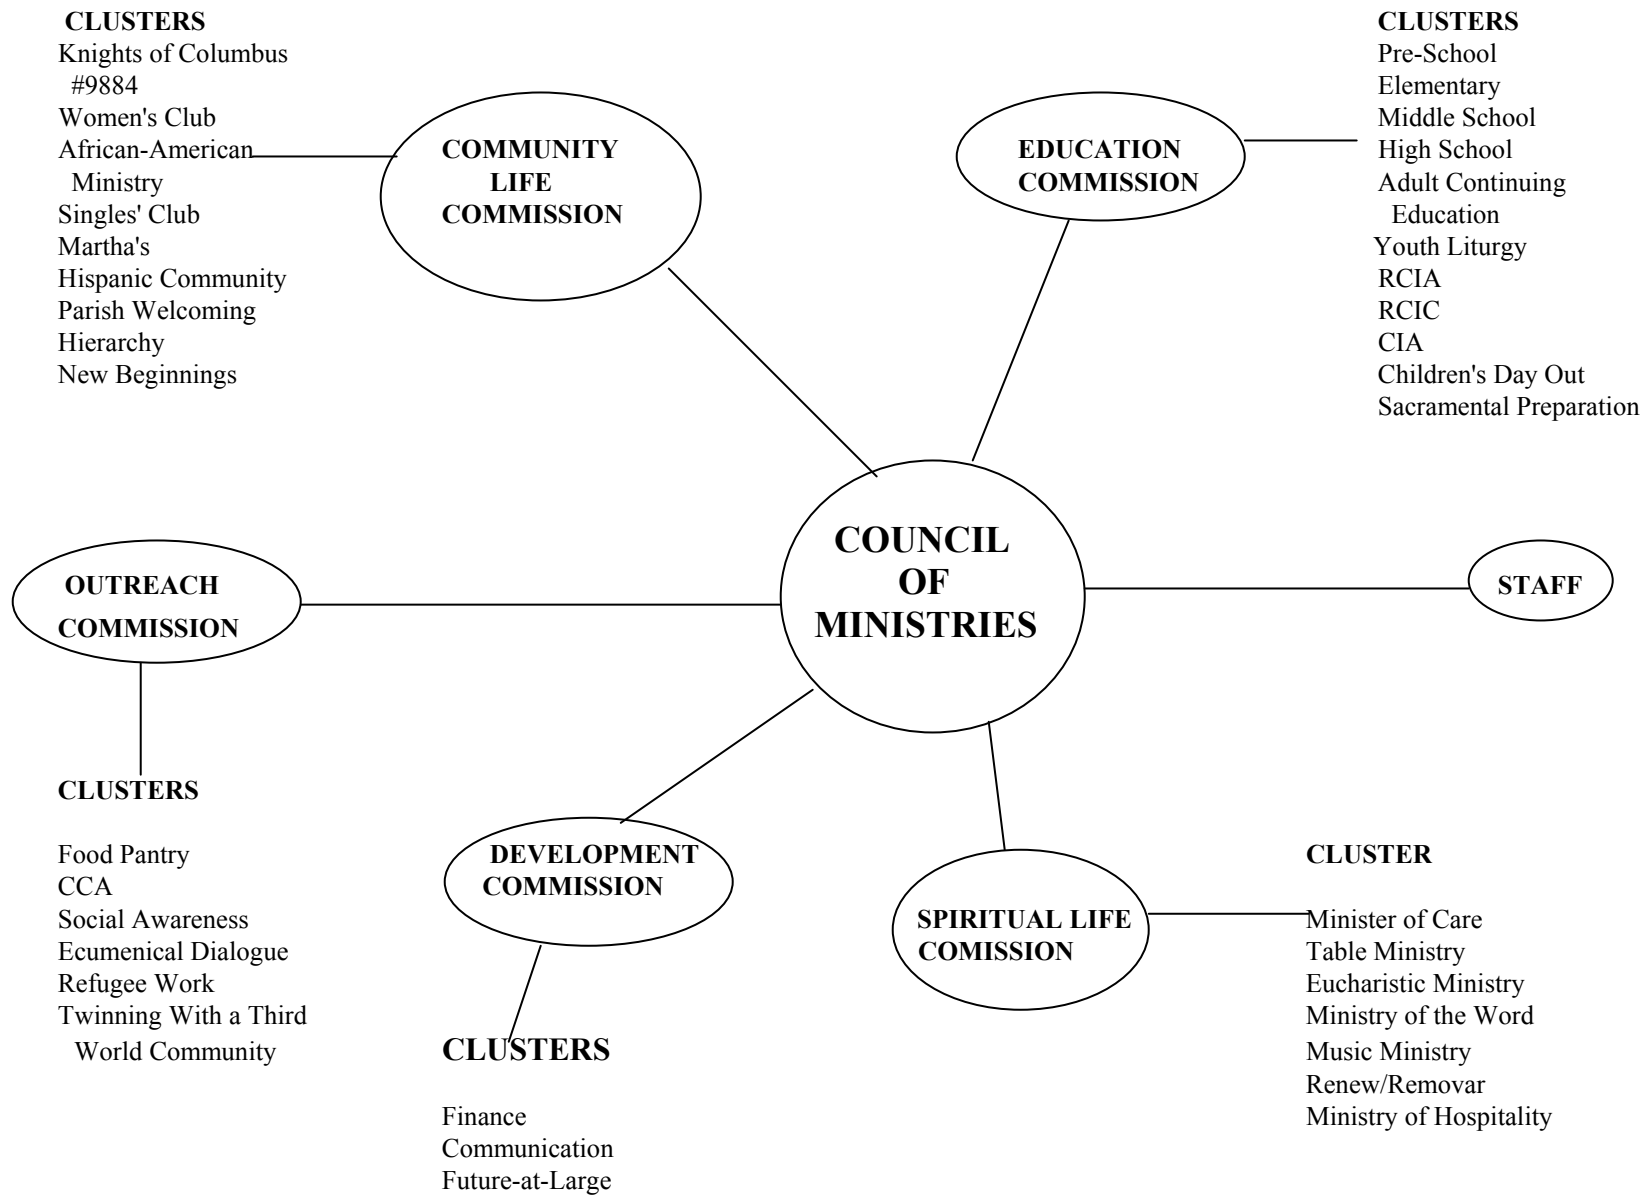 CLUSTERS
Knights of Columbus
#9884
Women's Club
African-American
Ministry
Singles' Club
Martha's
Hispanic Community
Parish Welcoming
Hierarchy
New Beginnings
COMMUNITY
LIFE
COMMISSION
EDUCATION
COMMISSION
CLUSTERS
Pre-School
Elementary
Middle School
High School
Adult Continuing
Education
Youth Liturgy
RCIA
RCIC
CIA
Children's Day Out
Sacramental Preparation
COUNCIL
OF
MINISTRIES
OUTREACH
COMMISSION
STAFF
CLUSTERS
Food Pantry
CCA
Social Awareness
Ecumenical Dialogue
Refugee Work
Twinning With a Third
World Community
DEVELOPMENT
COMMISSION
CLUSTERS
Finance
Communication
Future-at-Large
SPIRITUAL LIFE
COMISSION
CLUSTER
Minister of Care
Table Ministry
Eucharistic Ministry
Ministry of the Word
Music Ministry
Renew/Removar
Ministry of Hospitality